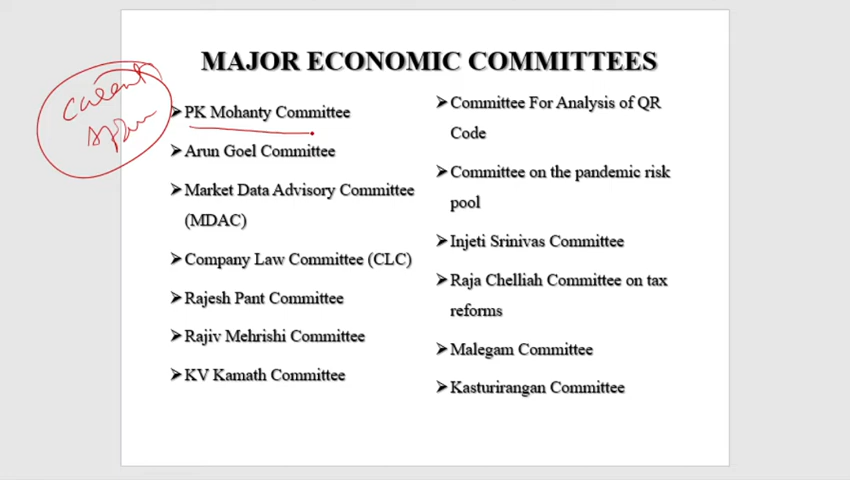 MAJOR ECONOMIC COMMITTEES
PK Mohanty Committee
Arun Goel Committee
Market Data Advisory Committee
(MDAC)
Company Law Committee (CLC)
Rajesh Pant Committee
Rajiv Mehrishi Committee
KV Kamath Committee
Committee For Analysis of QR
Code
Committee on the pandemic risk
pool
Injeti Srinivas Committee
Raja Chelliah Committee on tax
reforms
Malegam Committee
Kasturirangan Committee